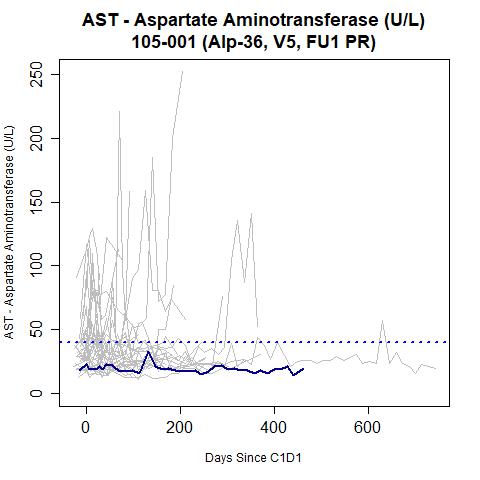 AST - Aspartate Aminotransferase (U/L)
105-001 (Alp-36, V5, FU1 PR)
AST - Aspartate Aminotransferase (U/L)
250
200
150
100
50
0
0 200 400 600
Days Since C1D1